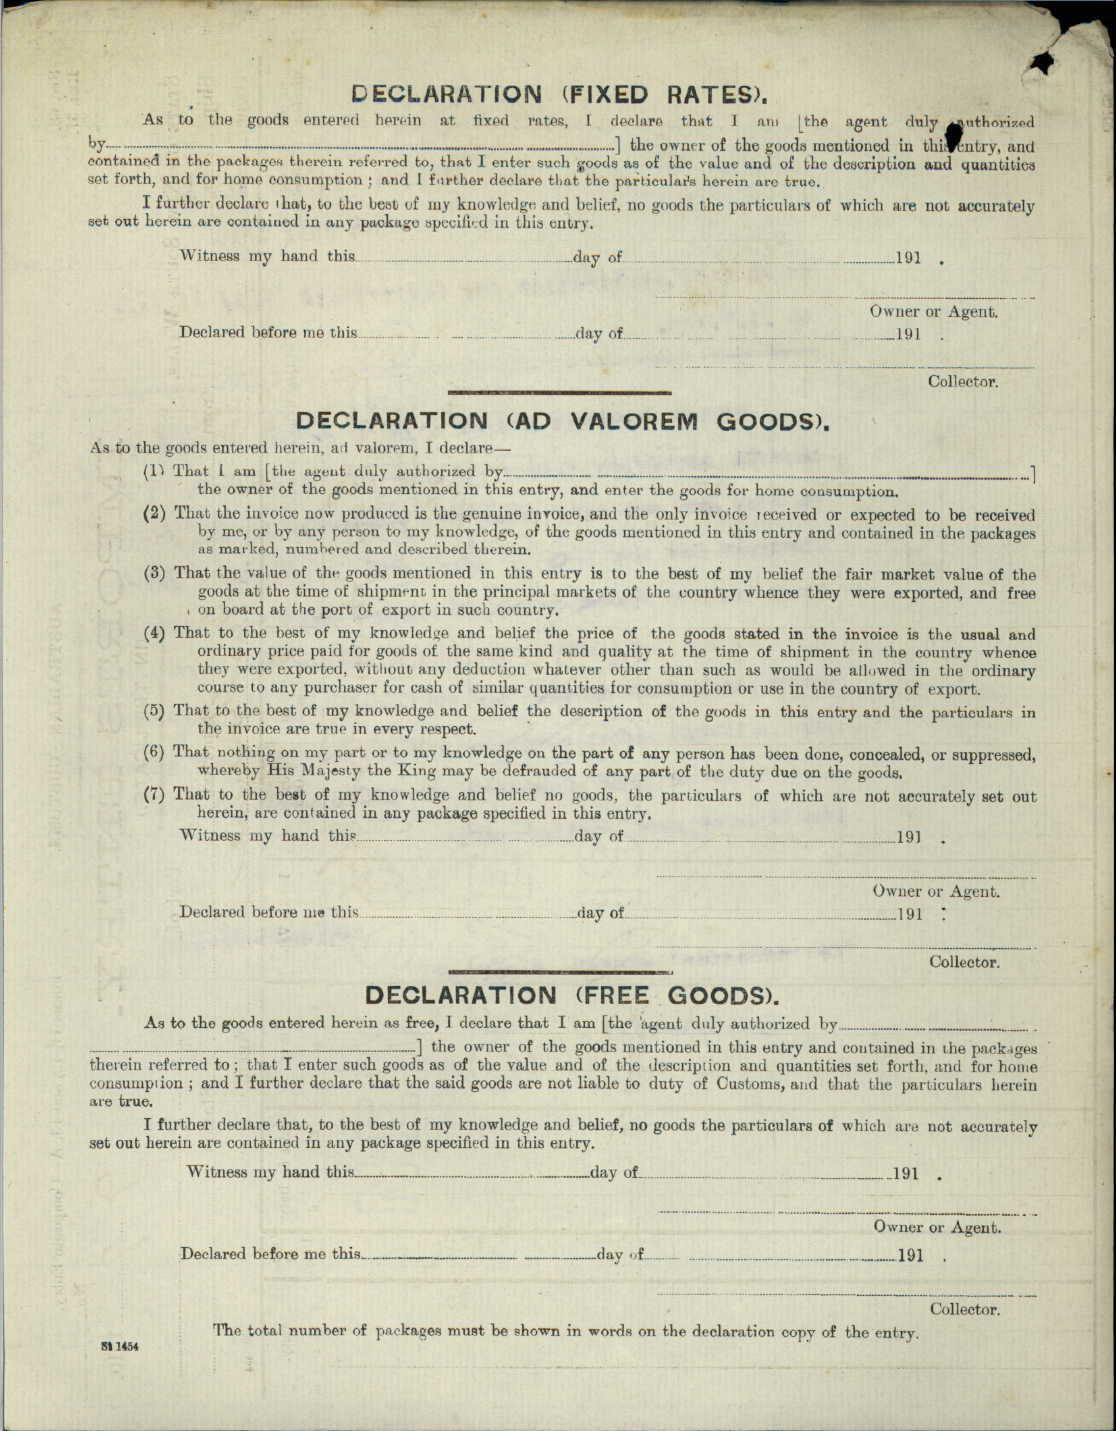 DECLARATION (FIXED RATES).
As to the goods entered herein at fixed rates, I declare that I am [the agent duly authorized
by ] the owner of the goods mentioned in this entry, and
contained in the packages therein referred to, that I enter such goods as of the value and of the description and quantities
set forth, and for home consumption ; and I further declare that the particulars herein are true.
I further declare that, to the best of my knowledge and belief, no goods the particulars of which are not accurately
set out herein are contained in any package specified in this entry.
Witness my hand this day of 191 .
Owner or Agent.
Declared before me this day of 191 .
Collector.
DECLARATION (AD VALOREM GOODS).
As to the goods entered herein, ad valorem, I declare—
(1) That I am [the agent duly authorized by ]
the owner of the goods mentioned in this entry, and enter the goods for home consumption.
(2) That the invoice now produced is the genuine invoice, and the only invoice received or expected to be received
by me, or by any person to my knowledge, of the goods mentioned in this entry and contained in the packages
as marked, numbered and described therein.
(3) That the value of the goods mentioned in this entry is to the best of my belief the fair market value of the
goods at the time of shipment in the principal markets of the country whence they were exported, and free
on board at the port of export in such country.
(4) That to the best of my knowledge and belief the price of the goods stated in the invoice is the usual and
ordinary price paid for goods of the same kind and quality at the time of shipment in the country whence
they were exported, without any deduction whatever other than such as would be allowed in the ordinary
course to any purchaser for cash of similar quantities for consumption or use in the country of export.
(5) That to the best of my knowledge and belief the description of the goods in this entry and the particulars in
the invoice are true in every respect.
(6) That nothing on my part or to my knowledge on the part of any person has been done, concealed, or suppressed,
whereby His Majesty the King may be defrauded of any part of the duty due on the goods.
(7) That to the best of my knowledge and belief no goods, the particulars of which are not accurately set out
herein, are contained in any package specified in this entry.
Witness my hand this day of 191 .
Owner or Agent.
Declared before me this day of 191 .
Collector.
DECLARATION (FREE GOODS).
As to the goods entered herein as free, I declare that I am [the agent duly authorized by
] the owner of the goods mentioned in this entry and contained in the packages
therein referred to ; that I enter such goods as of the value and of the description and quantities set forth, and for home
consumption ; and I further declare that the said goods are not liable to duty of Customs, and that the particulars herein
are true.
I further declare that, to the best of my knowledge and belief, no goods the particulars of which are not accurately
set out herein are contained in any package specified in this entry.
Witness my hand this day of 191 .
Owner or Agent.
Declared before me this day of 191 .
Collector.
The total number of packages must be shown in words on the declaration copy of the entry.
St 1454